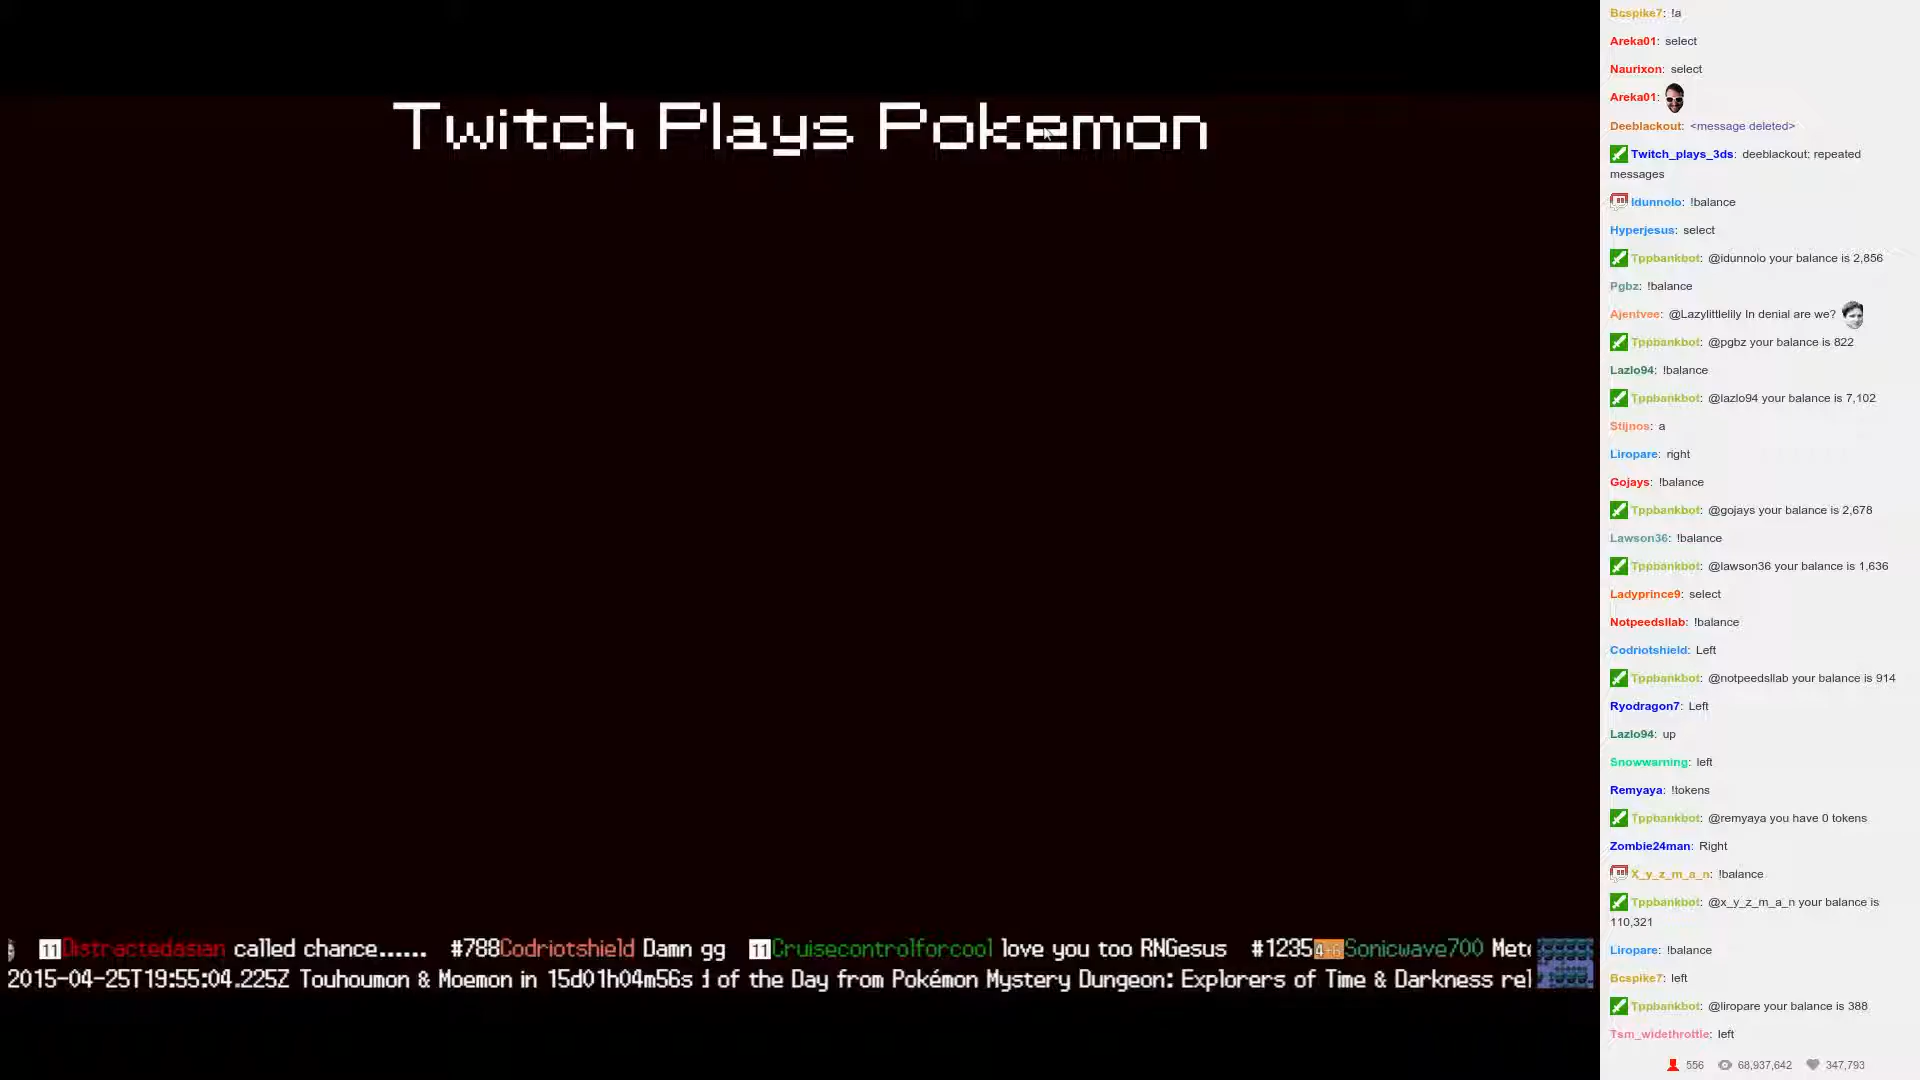 Twitch Plays Pokemon
11 Distractedasian called chance...... #788 Codriotshield Damn gg 11 Cruisecontrolforcool love you too RNGesus #1235 4+6 Sonicwave700
2015-04-25T19:55:04.225Z Touhoumon & Moemon in 15d01h04m56s of the Day from Pokémon Mystery Dungeon: Explorers of Time & Darkness
Bcspike7: !a
Areka01: select
Naurixon: select
Areka01:
Deeblackout: <message deleted>
Twitch_plays_3ds: deeblackout: repeated
messages
Idunnolo: !balance
Hyperjesus: select
Tppbankbot: @idunnolo your balance is 2,856
Pgbz: !balance
Ajentvee: @Lazylittlelily In denial are we?
Tppbankbot: @pgbz your balance is 822
Lazlo94: !balance
Tppbankbot: @lazlo94 your balance is 7,102
Stijnos: a
Liropare: right
Gojays: !balance
Tppbankbot: @gojays your balance is 2,678
Lawson36: !balance
Tppbankbot: @lawson36 your balance is 1,636
Ladyprince9: select
Notpeedsllab: !balance
Codriotshield: Left
Tppbankbot: @notpeedsllab your balance is 914
Ryodragon7: Left
Lazlo94: up
Snowwarning: left
Remyaya: !tokens
Tppbankbot: @remyaya you have 0 tokens
Zombie24man: Right
X_y_z_m_a_n: !balance
Tppbankbot: @x_y_z_m_a_n your balance is
110,321
Liropare: !balance
Bcspike7: left
Tppbankbot: @liropare your balance is 388
Tsm_widethrottle: left
556 68,937,642 347,793